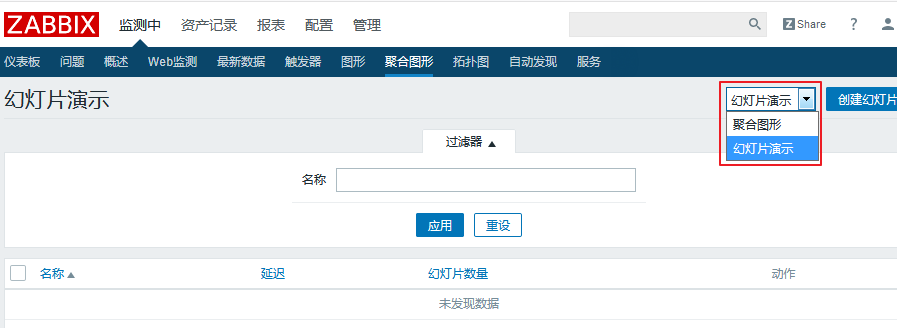 ZABBIX 监测中 资产记录 报表 配置 管理 Z Share ?
仪表板 问题 概述 Web监测 最新数据 触发器 图形 聚合图形 拓扑图 自动发现 服务
幻灯片演示 幻灯片演示 创建幻灯片
聚合图形
幻灯片演示
过滤器
名称
应用 重设
名称 延迟 幻灯片数量 动作
未发现数据